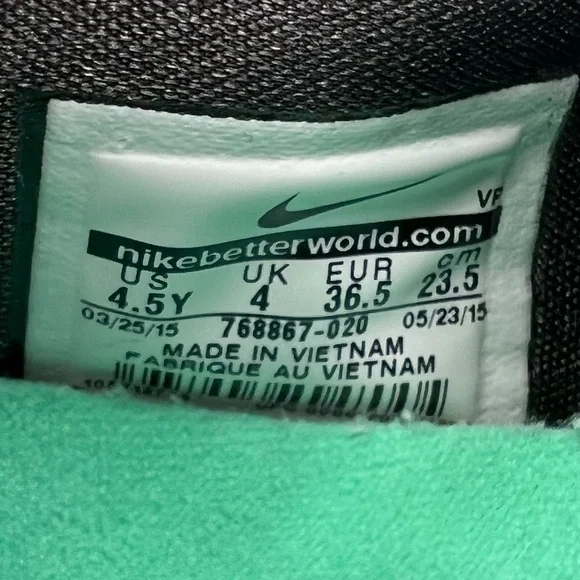 VP
nikebetterworld.com
US UK EUR cm
4.5Y 4 36.5 23.5
03/25/15 768867-020 05/23/15
MADE IN VIETNAM
FABRIQUE AU VIETNAM